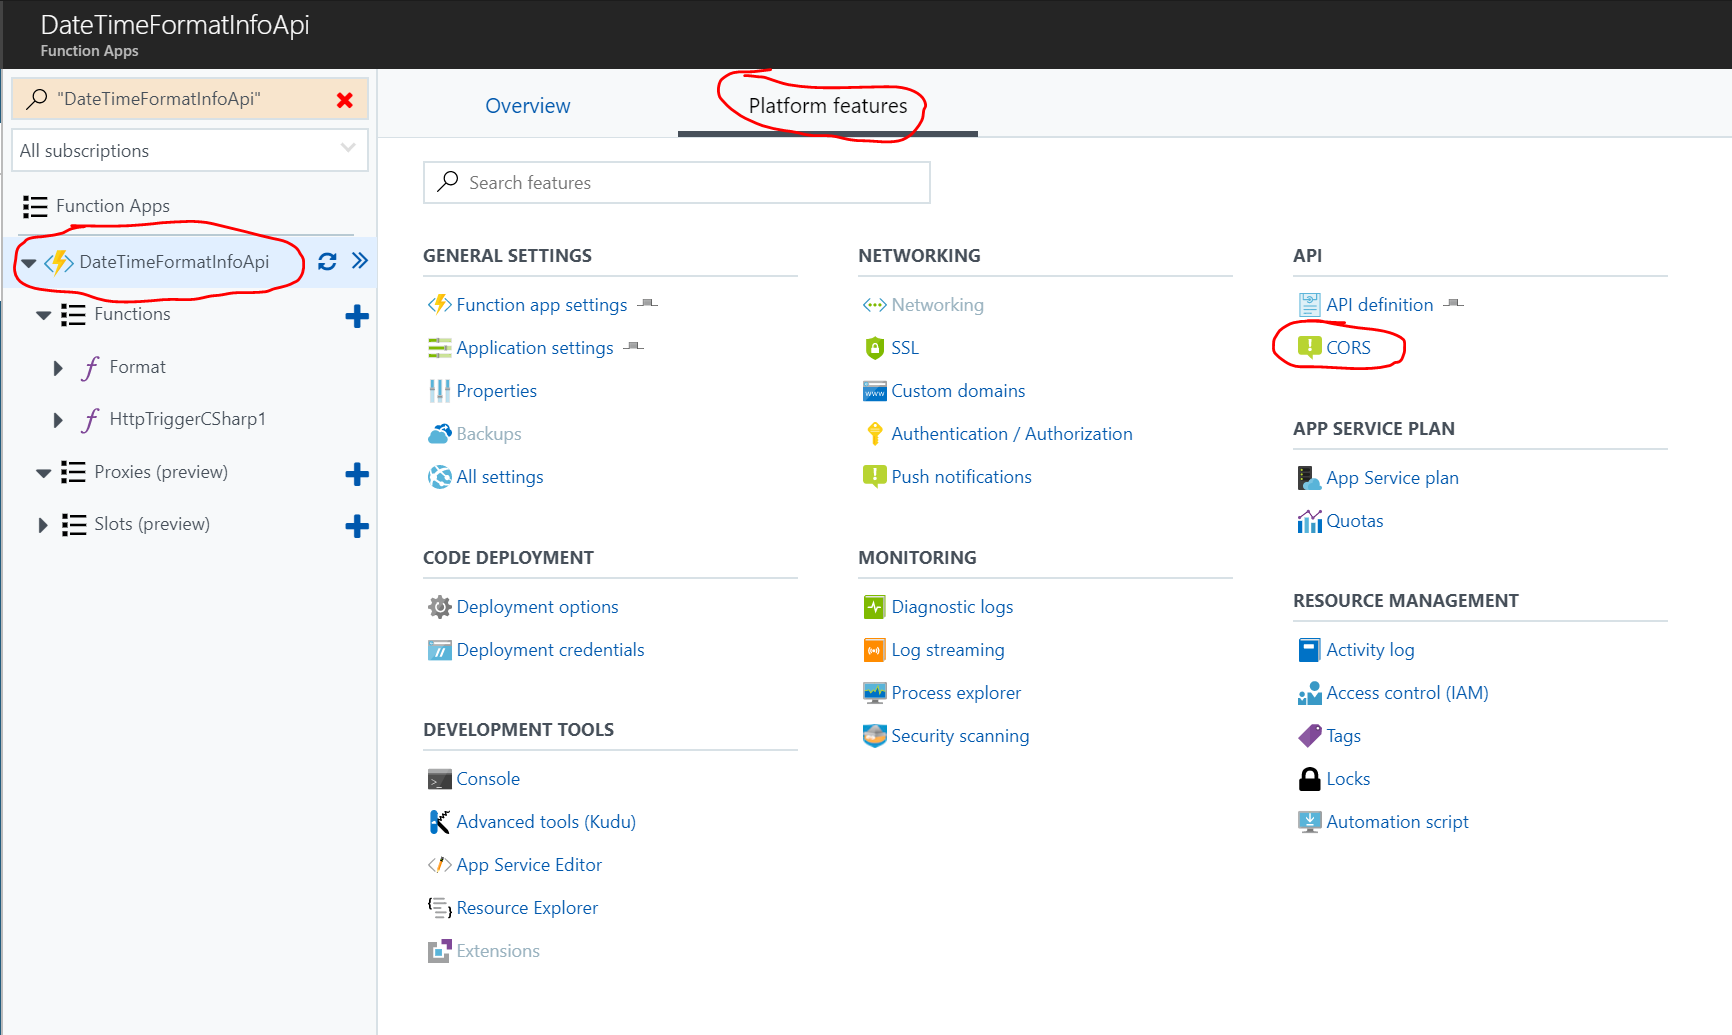 DateTimeFormatInfoApi
Function Apps
"DateTimeFormatInfoApi"
All subscriptions
Function Apps
DateTimeFormatInfoApi
Functions
Format
HttpTriggerCSharp1
Proxies (preview)
Slots (preview)
Overview
Platform features
Search features
GENERAL SETTINGS
Function app settings
Application settings
Properties
Backups
All settings
CODE DEPLOYMENT
Deployment options
Deployment credentials
DEVELOPMENT TOOLS
Console
Advanced tools (Kudu)
App Service Editor
Resource Explorer
Extensions
NETWORKING
Networking
SSL
Custom domains
Authentication / Authorization
Push notifications
MONITORING
Diagnostic logs
Log streaming
Process explorer
Security scanning
API
API definition
CORS
APP SERVICE PLAN
App Service plan
Quotas
RESOURCE MANAGEMENT
Activity log
Access control (IAM)
Tags
Locks
Automation script